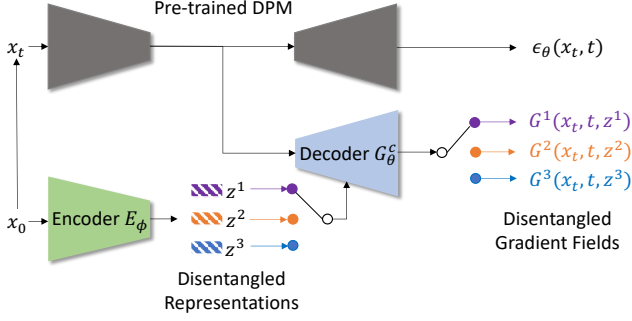 Pre-trained DPM
x_t
ϵ_θ(x_t, t)
G^1(x_t, t, z^1)
Decoder G_θ^c
G^2(x_t, t, z^2)
G^3(x_t, t, z^3)
z^1
x_0
Encoder E_ϕ
z^2
z^3
Disentangled
Gradient Fields
Disentangled
Representations